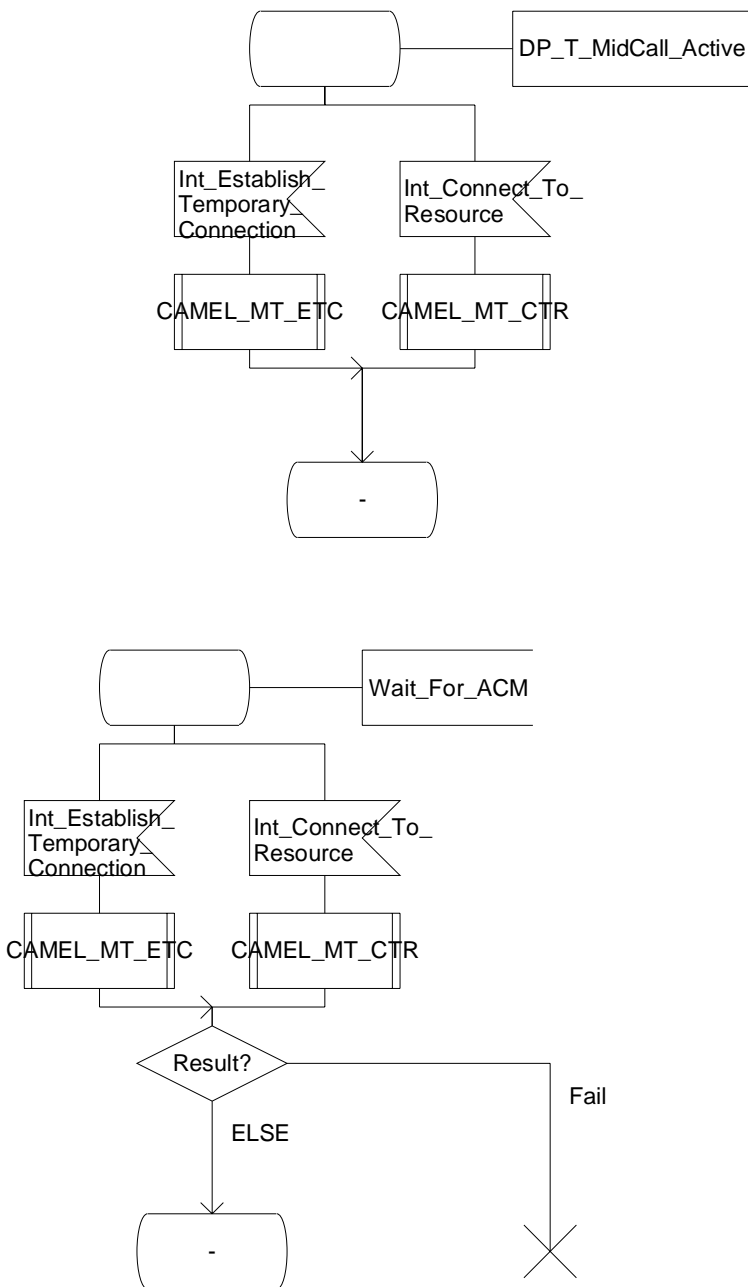 DP_T_MidCall_Active
Int_Establish_
Temporary_
Connection
Int_Connect_To_
Resource
CAMEL_MT_ETC
CAMEL_MT_CTR
-
Wait_For_ACM
Int_Establish_
Temporary_
Connection
Int_Connect_To_
Resource
CAMEL_MT_ETC
CAMEL_MT_CTR
Result?
Fail
ELSE
-